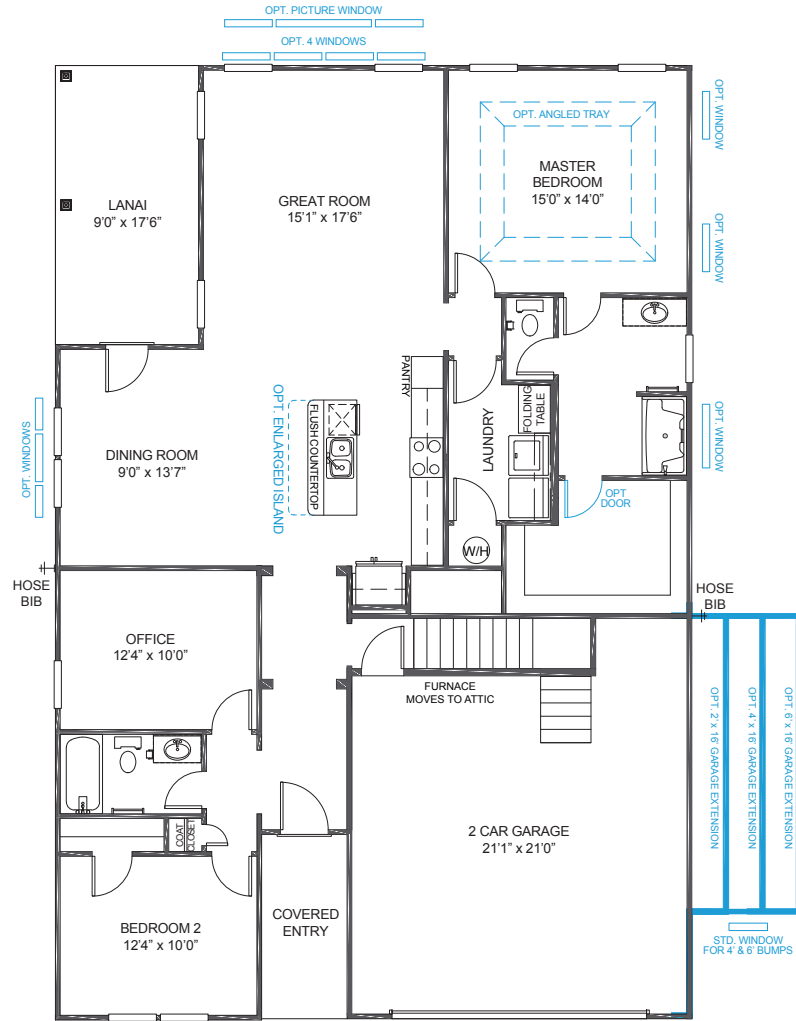 OPT. PICTURE WINDOW
OPT. 4 WINDOWS
OPT. WINDOW
OPT. ANGLED TRAY
MASTER
BEDROOM
15'0" x 14'0"
LANAI
9'0" x 17'6"
GREAT ROOM
15'1" x 17'6"
OPT. WINDOW
PANTRY
OPT. WINDOWS
DINING ROOM
9'0" x 13'7"
OPT. ENLARGED ISLAND
FLUSH COUNTERTOP
LAUNDRY
FOLDING
TABLE
OPT. WINDOW
OPT
DOOR
W/H
HOSE
BIB
HOSE
BIB
OFFICE
12'4" x 10'0"
FURNACE
MOVES TO ATTIC
OPT. 2' x 16' GARAGE EXTENSION
OPT. 4' x 16' GARAGE EXTENSION
OPT. 6' x 16' GARAGE EXTENSION
COAT
CLOSET
2 CAR GARAGE
21'1" x 21'0"
BEDROOM 2
12'4" x 10'0"
COVERED
ENTRY
STD. WINDOW
FOR 4' & 6' BUMPS